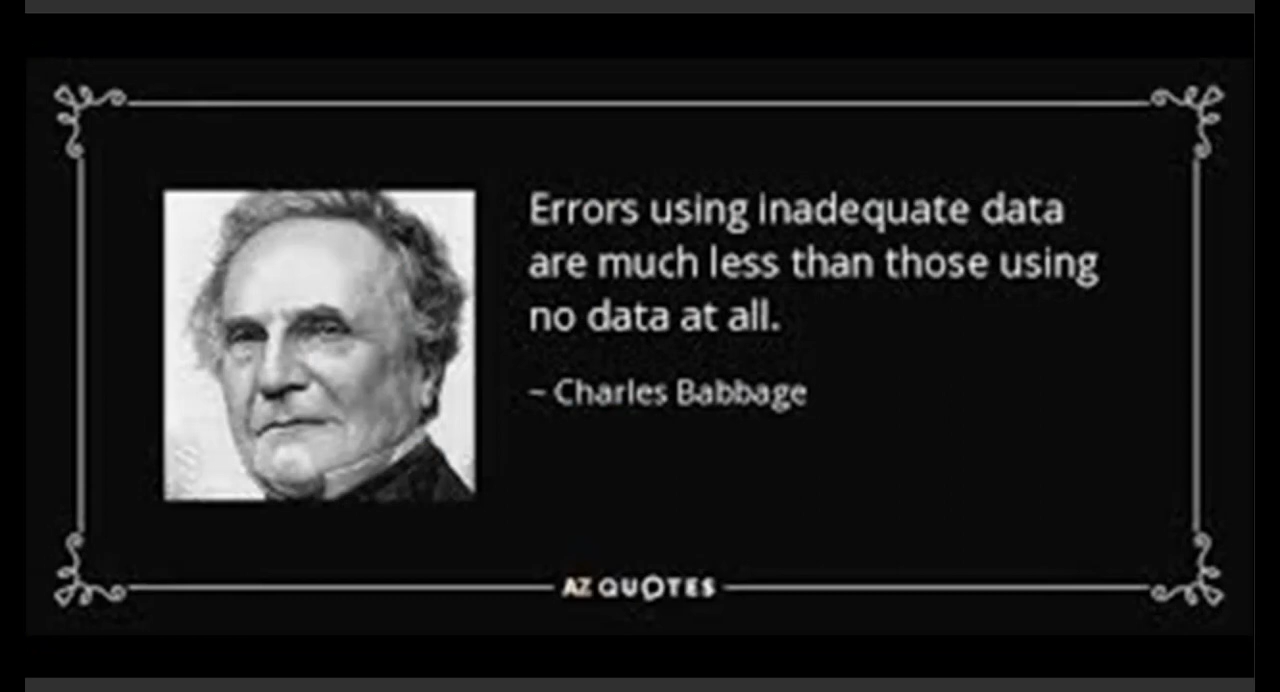 Errors using inadequate data
are much less than those using
no data at all.
~ Charles Babbage
AZ QUOTES